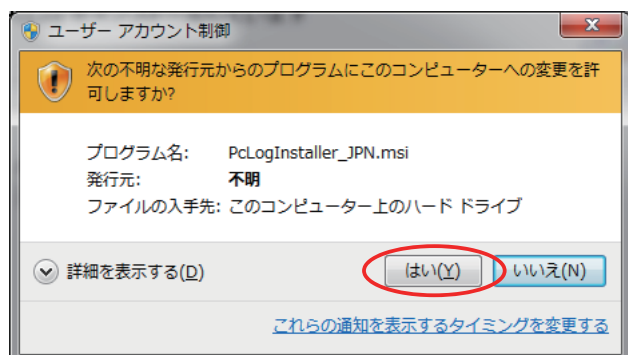 ユーザー アカウント制御
次の不明な発行元からのプログラムにこのコンピューターへの変更を許
可しますか?
プログラム名: PcLogInstaller_JPN.msi
発行元: 不明
ファイルの入手先: このコンピューター上のハード ドライブ
詳細を表示する(D) はい(Y) いいえ(N)
これらの通知を表示するタイミングを変更する